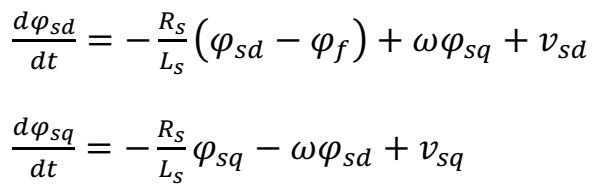 dφ_sd/dt = −R_s/L_s (φ_sd − φ_f) + ωφ_sq + v_sd
dφ_sq/dt = −R_s/L_s φ_sq − ωφ_sd + v_sq